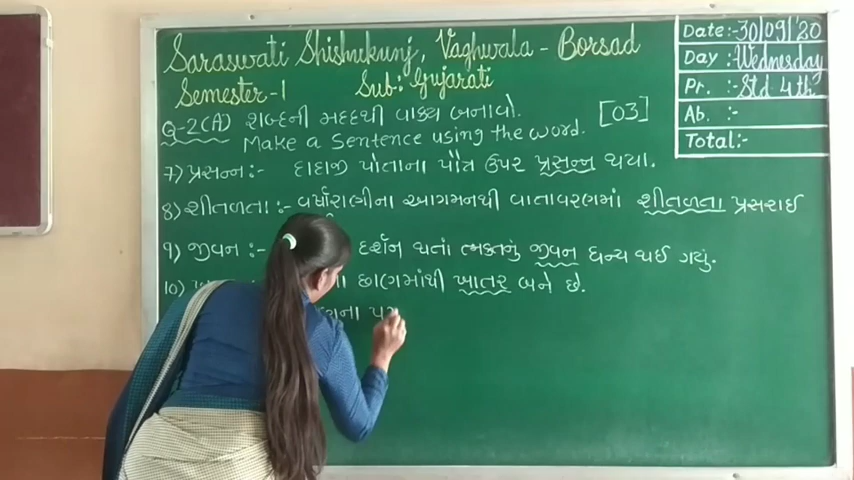 Saraswati Shishukunj, Vaghwala - Borsad
Semester-1 Sub: Gujarati
Date:-30/09/'20
Day:-Wednesday
Pr.:-Std 4th
Ab.:-
Total:-
Q-2(A) શબ્દની મદદથી વાક્ય બનાવો. [03]
Make a Sentence using the word.
7) પ્રસન્ન :- દાદાજી પોતાના પૌત્ર ઉપર પ્રસન્ન થયા.
8) શીતળતા :- વર્ષારાણીના આગમનથી વાતાવરણમાં શીતળતા પ્રસરાઈ
9) જીવન :- દર્શન થતાં ભક્તનું જીવન ધન્ય થઈ ગયું.
10) છાણમાંથી ખાતર બને છે.